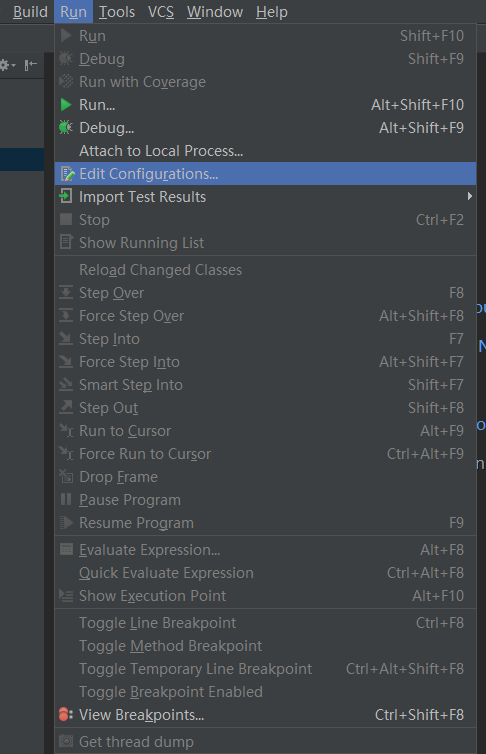 Build Run Tools VCS Window Help
Run Shift+F10
Debug Shift+F9
Run with Coverage
Run... Alt+Shift+F10
Debug... Alt+Shift+F9
Attach to Local Process...
Edit Configurations...
Import Test Results
Stop Ctrl+F2
Show Running List
Reload Changed Classes
Step Over F8
Force Step Over Alt+Shift+F8
Step Into F7
Force Step Into Alt+Shift+F7
Smart Step Into Shift+F7
Step Out Shift+F8
Run to Cursor Alt+F9
Force Run to Cursor Ctrl+Alt+F9
Drop Frame
Pause Program
Resume Program F9
Evaluate Expression... Alt+F8
Quick Evaluate Expression Ctrl+Alt+F8
Show Execution Point Alt+F10
Toggle Line Breakpoint Ctrl+F8
Toggle Method Breakpoint
Toggle Temporary Line Breakpoint Ctrl+Alt+Shift+F8
Toggle Breakpoint Enabled
View Breakpoints... Ctrl+Shift+F8
Get thread dump